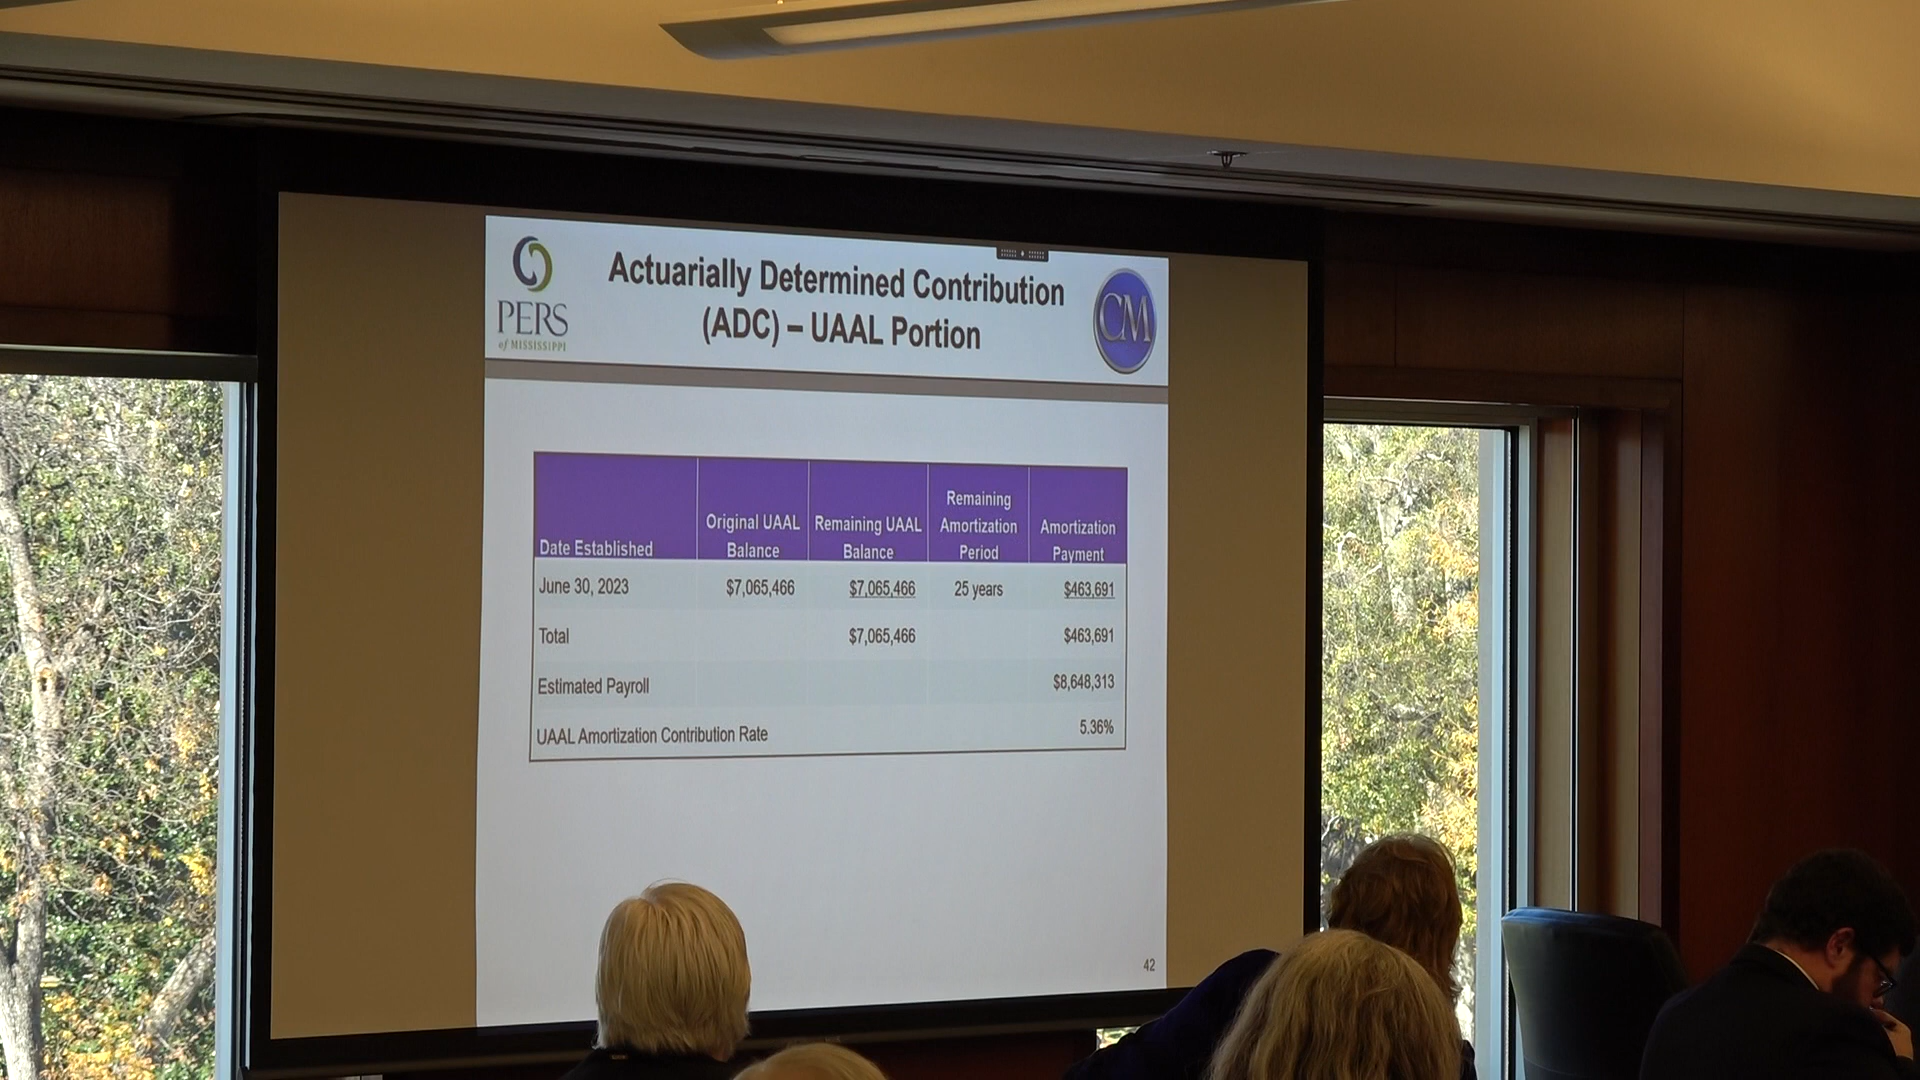 PERS
of MISSISSIPPI
Actuarially Determined Contribution
(ADC) – UAAL Portion
CM
Date Established
Original UAAL
Balance
Remaining UAAL
Balance
Remaining
Amortization
Period
Amortization
Payment
June 30, 2023 $7,065,466 $7,065,466 25 years $463,691
Total $7,065,466 $463,691
Estimated Payroll $8,648,313
UAAL Amortization Contribution Rate 5.36%
42